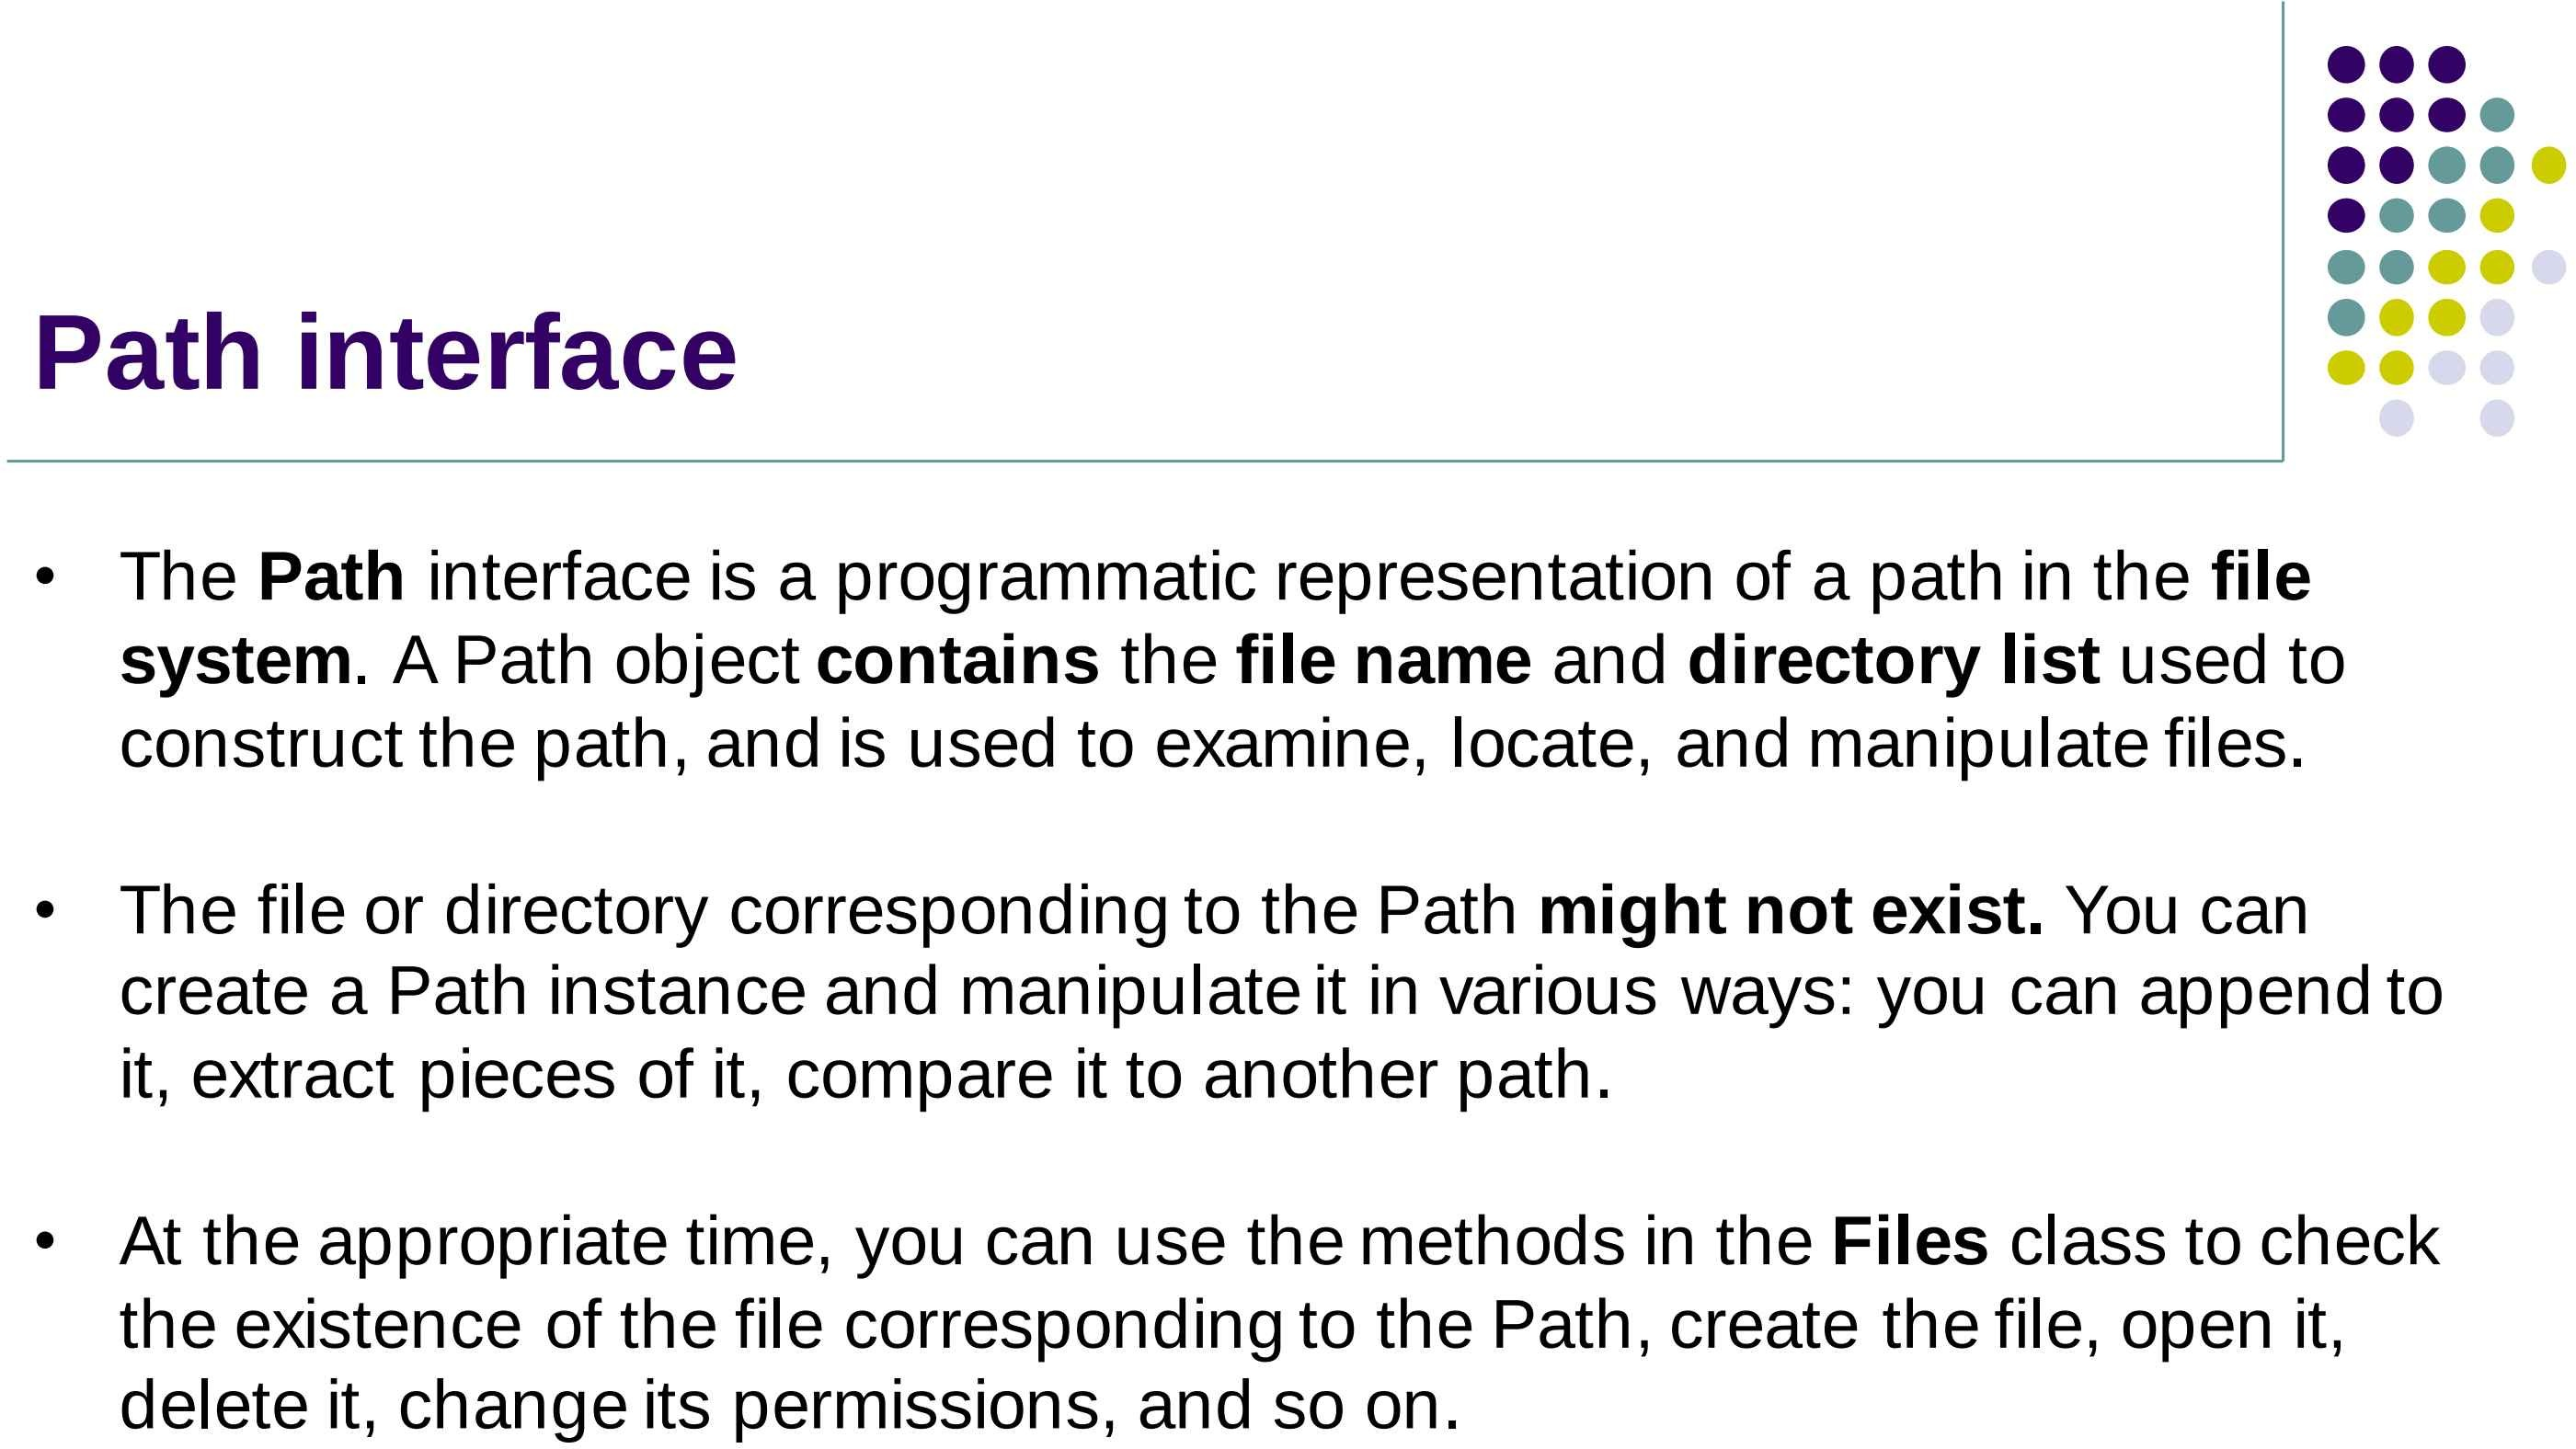 Path interface
• The Path interface is a programmatic representation of a path in the file
system. A Path object contains the file name and directory list used to
construct the path, and is used to examine, locate, and manipulate files.
• The file or directory corresponding to the Path might not exist. You can
create a Path instance and manipulate it in various ways: you can append to
it, extract pieces of it, compare it to another path.
• At the appropriate time, you can use the methods in the Files class to check
the existence of the file corresponding to the Path, create the file, open it,
delete it, change its permissions, and so on.